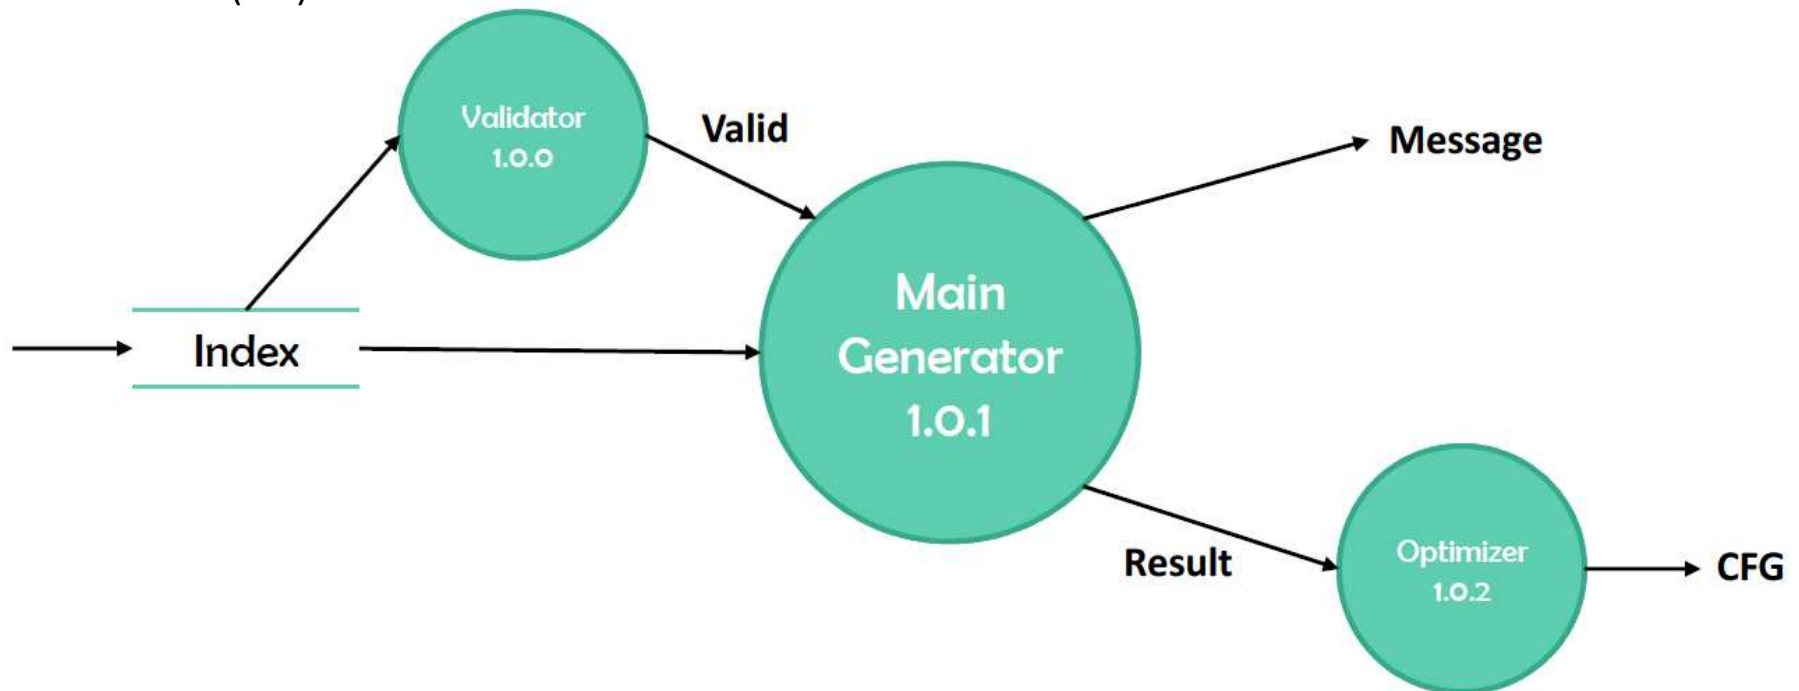 Validator
1.0.0
Valid
Message
Index
Main
Generator
1.0.1
Result
Optimizer
1.0.2
CFG